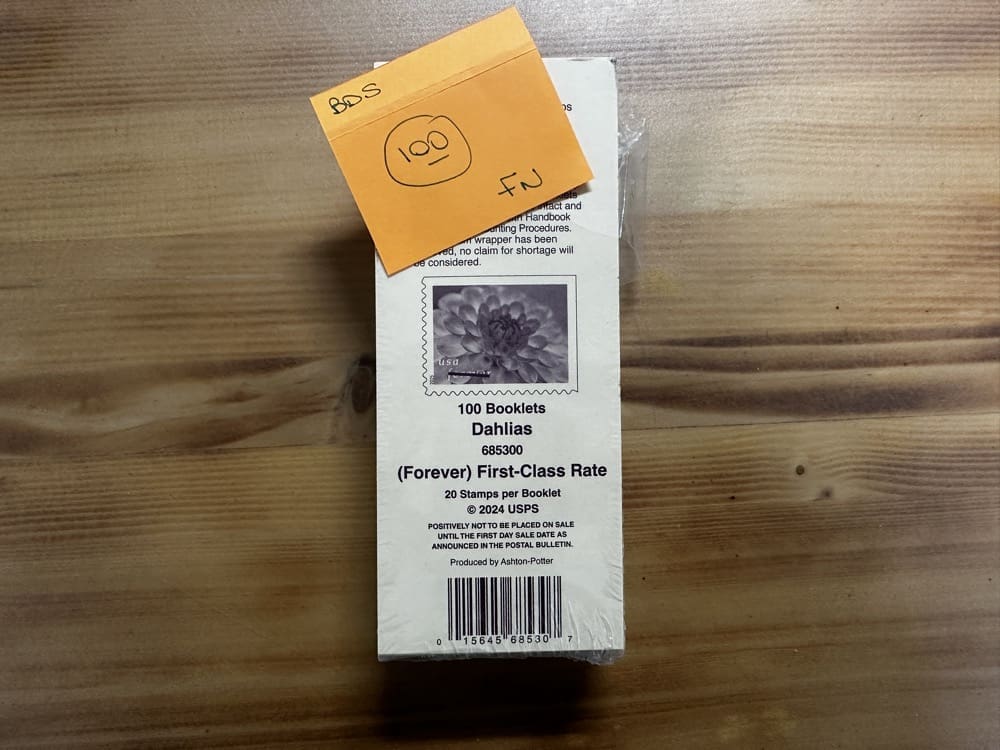 BDS
100
FN
and
Handbook
Procedures.
wrapper has been
no claim for shortage will
be considered.
usa
100 Booklets
Dahlias
685300
(Forever) First-Class Rate
20 Stamps per Booklet
© 2024 USPS
POSITIVELY NOT TO BE PLACED ON SALE
UNTIL THE FIRST DAY SALE DATE AS
ANNOUNCED IN THE POSTAL BULLETIN.
Produced by Ashton-Potter
0 15645 68530 7